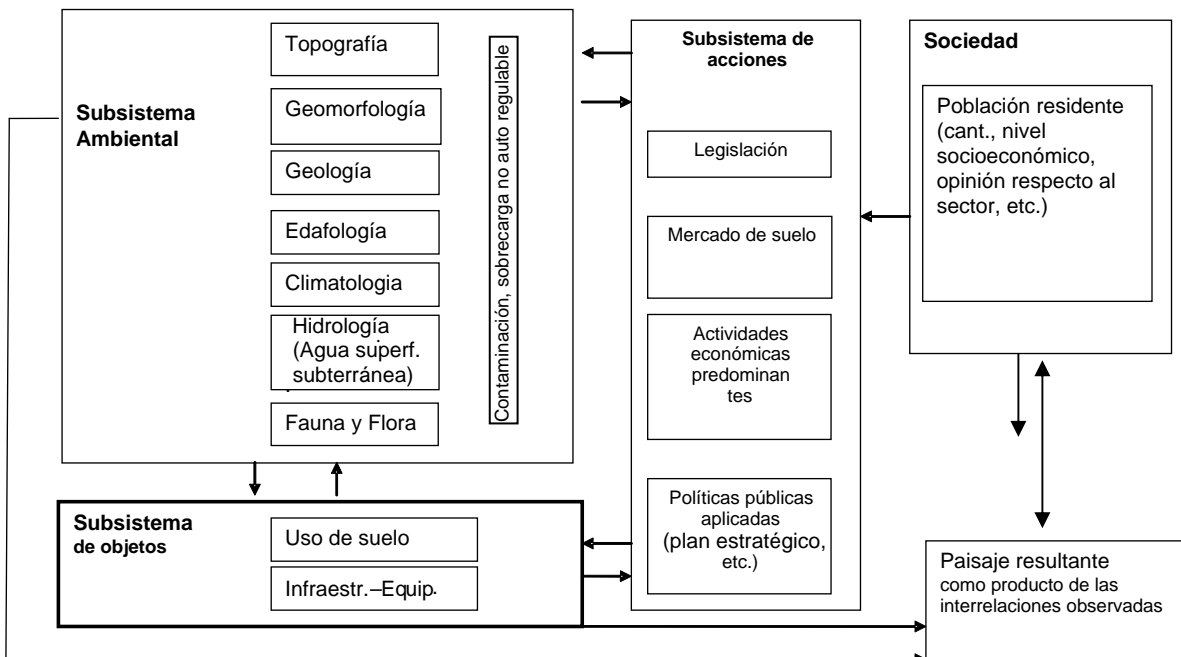 Subsistema
Ambiental
Topografía
Geomorfología
Geología
Edafología
Climatologia
Hidrología
(Agua superf.
subterránea)
Fauna y Flora
Contaminación, sobrecarga no auto regulable
Subsistema de
acciones
Legislación
Mercado de suelo
Actividades
económicas
predominan
tes
Políticas públicas
aplicadas
(plan estratégico,
etc.)
Sociedad
Población residente
(cant., nivel
socioeconómico,
opinión respecto al
sector, etc.)
Subsistema
de objetos
Uso de suelo
Infraestr.–Equip.
Paisaje resultante
como producto de las
interrelaciones observadas